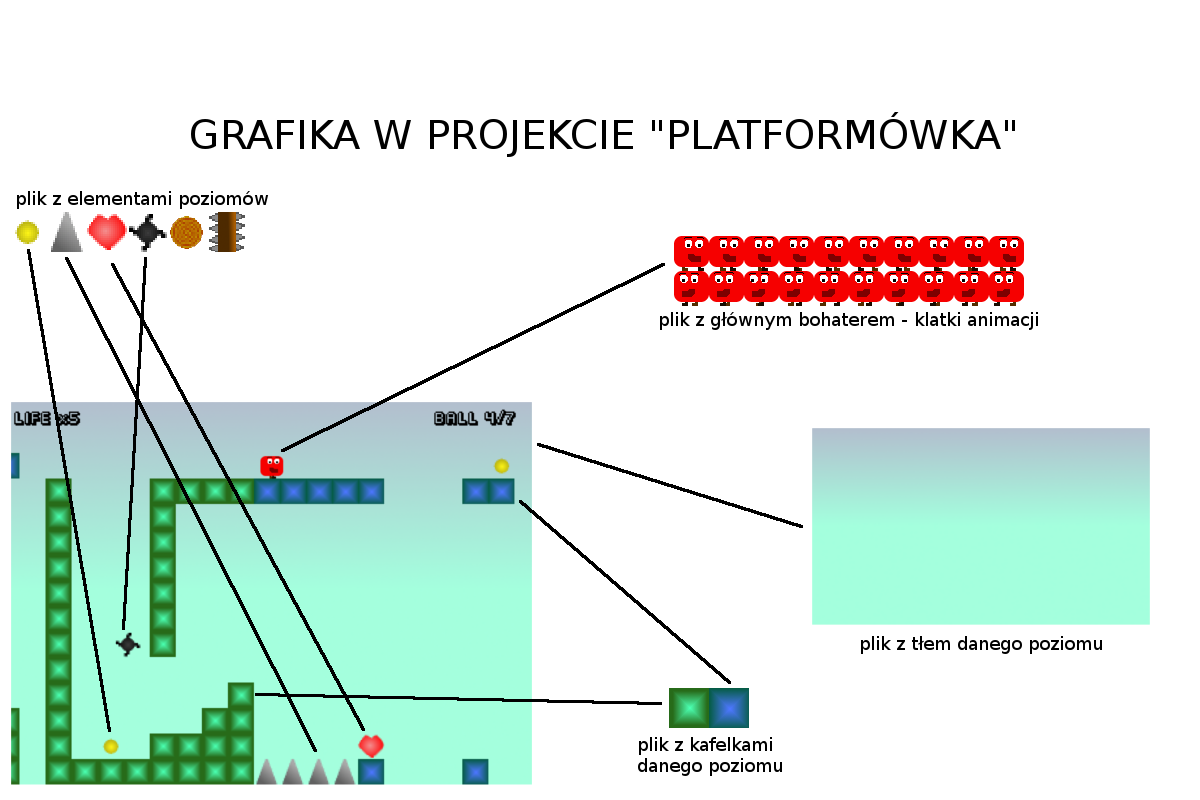 GRAFIKA W PROJEKCIE "PLATFORMÓWKA"
plik z elementami poziomów
plik z głównym bohaterem - klatki animacji
LIFE x5
BALL 4/7
plik z tłem danego poziomu
plik z kafelkami
danego poziomu